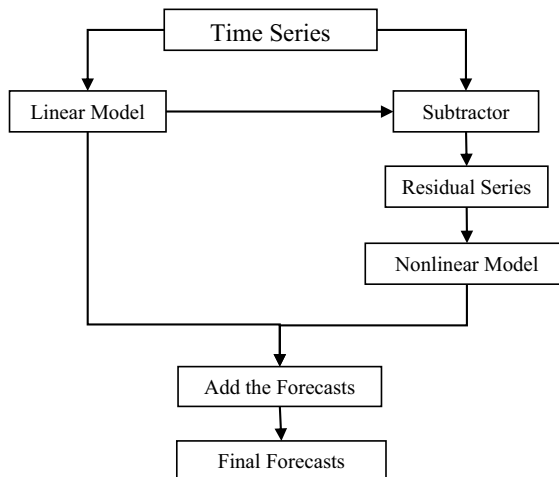 Time Series
Linear Model
Subtractor
Residual Series
Nonlinear Model
Add the Forecasts
Final Forecasts